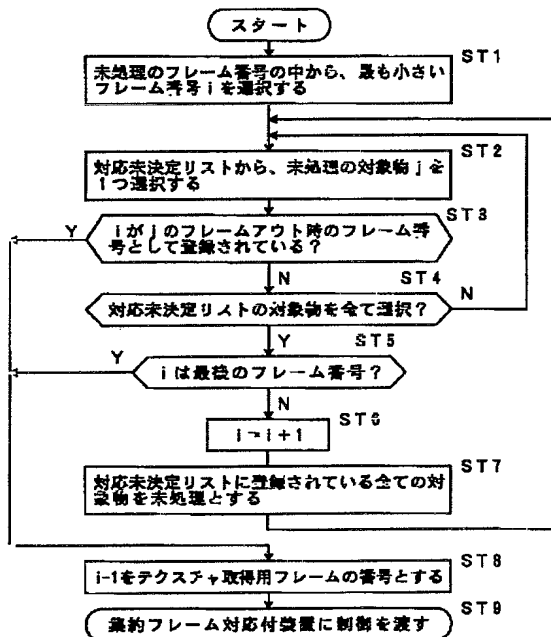 スタート
ST1
未処理のフレーム番号の中から、最も小さい
フレーム番号iを選択する
ST2
対応未決定リストから、未処理の対象物jを
1つ選択する
ST3
iがjのフレームアウト時のフレーム番
号として登録されている？
Y
N
ST4
対応未決定リストの対象物を全て選択？
N
Y
ST5
iは最後のフレーム番号？
Y
N
ST6
i=i+1
ST7
対応未決定リストに登録されている全ての対
象物を未処理とする
ST8
i-1をテクスチャ取得用フレームの番号とする
ST9
集約フレーム対応付装置に制御を渡す